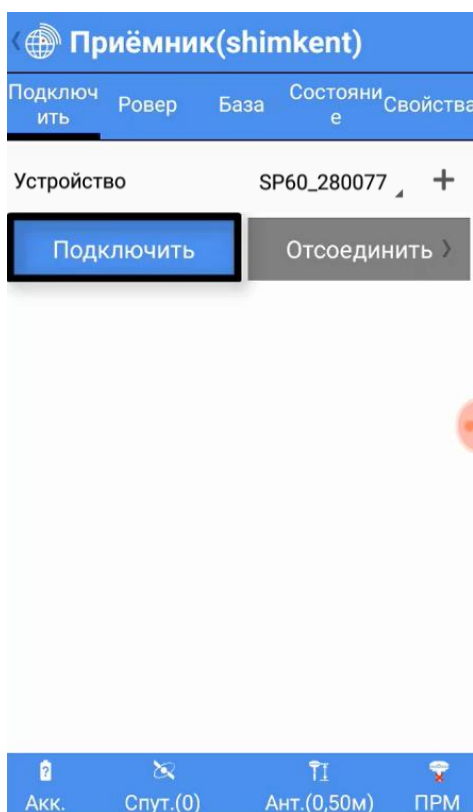 Приёмник(shimkent)
Подключ
ить
Ровер
База
Состояни
е
Свойства
Устройство
SP60_280077
Подключить
Отсоединить
Акк.
Спут.(0)
Ант.(0,50м)
ПРМ